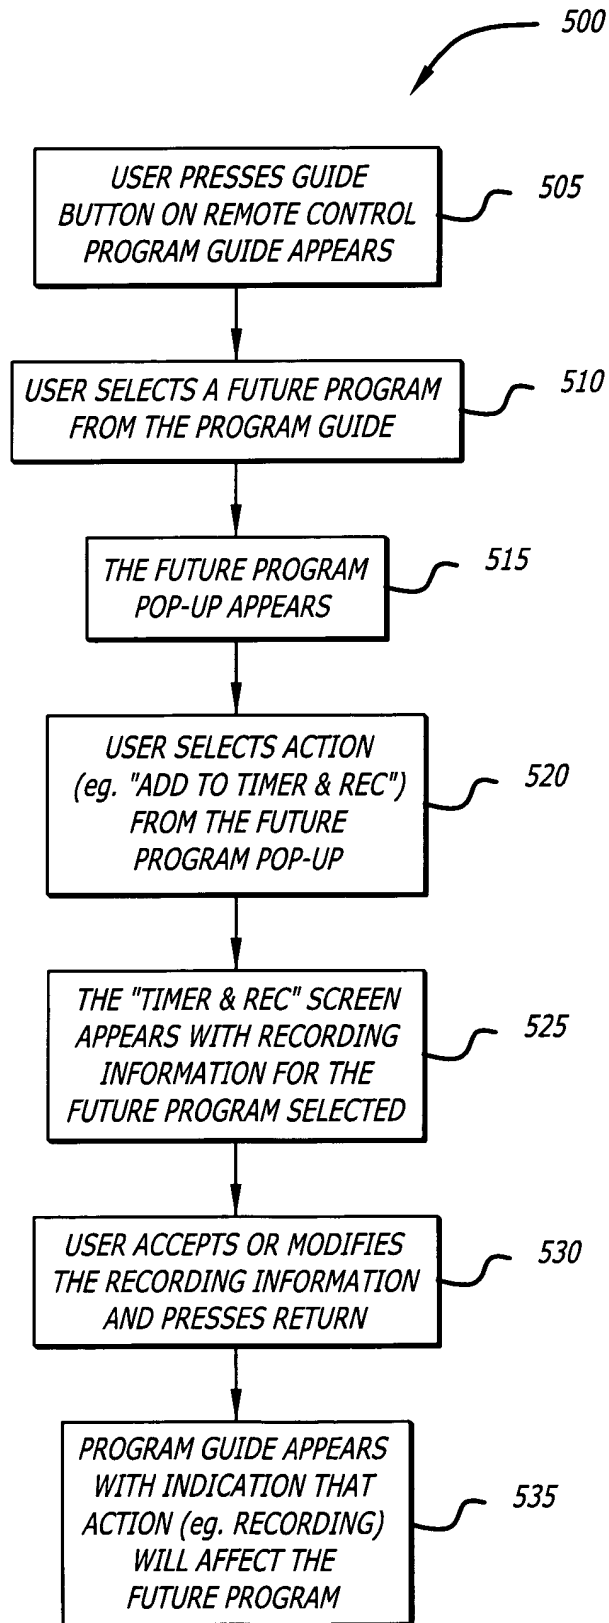 500
USER PRESSES GUIDE
BUTTON ON REMOTE CONTROL
PROGRAM GUIDE APPEARS
505
USER SELECTS A FUTURE PROGRAM
FROM THE PROGRAM GUIDE
510
THE FUTURE PROGRAM
POP-UP APPEARS
515
USER SELECTS ACTION
(eg. "ADD TO TIMER & REC")
FROM THE FUTURE
PROGRAM POP-UP
520
THE "TIMER & REC" SCREEN
APPEARS WITH RECORDING
INFORMATION FOR THE
FUTURE PROGRAM SELECTED
525
USER ACCEPTS OR MODIFIES
THE RECORDING INFORMATION
AND PRESSES RETURN
530
PROGRAM GUIDE APPEARS
WITH INDICATION THAT
ACTION (eg. RECORDING)
WILL AFFECT THE
FUTURE PROGRAM
535